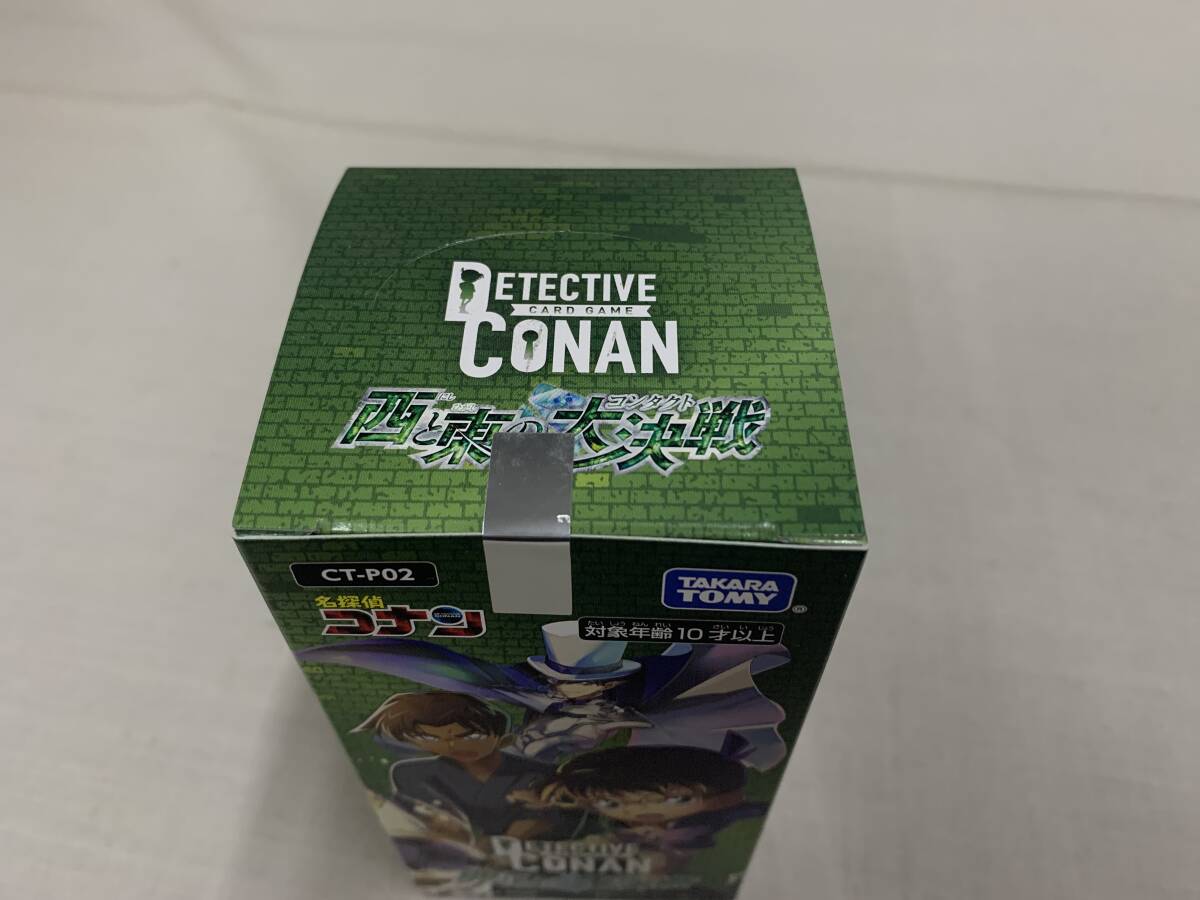 DETECTIVE
CARD GAME
CONAN
コンタクト
にし ひがし
西と東の大決戦
CT-P02
TAKARA
TOMY
®
名探偵
コナン
たいしょうねんれい さいいじょう
対象年齢10才以上
DETECTIVE
CONAN